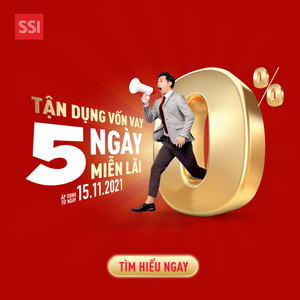 SSI
TẬN DỤNG VỐN VAY
5 NGÀY
MIỄN LÃI
ÁP DỤNG
TỪ NGÀY 15.11.2021
0%
TÌM HIỂU NGAY